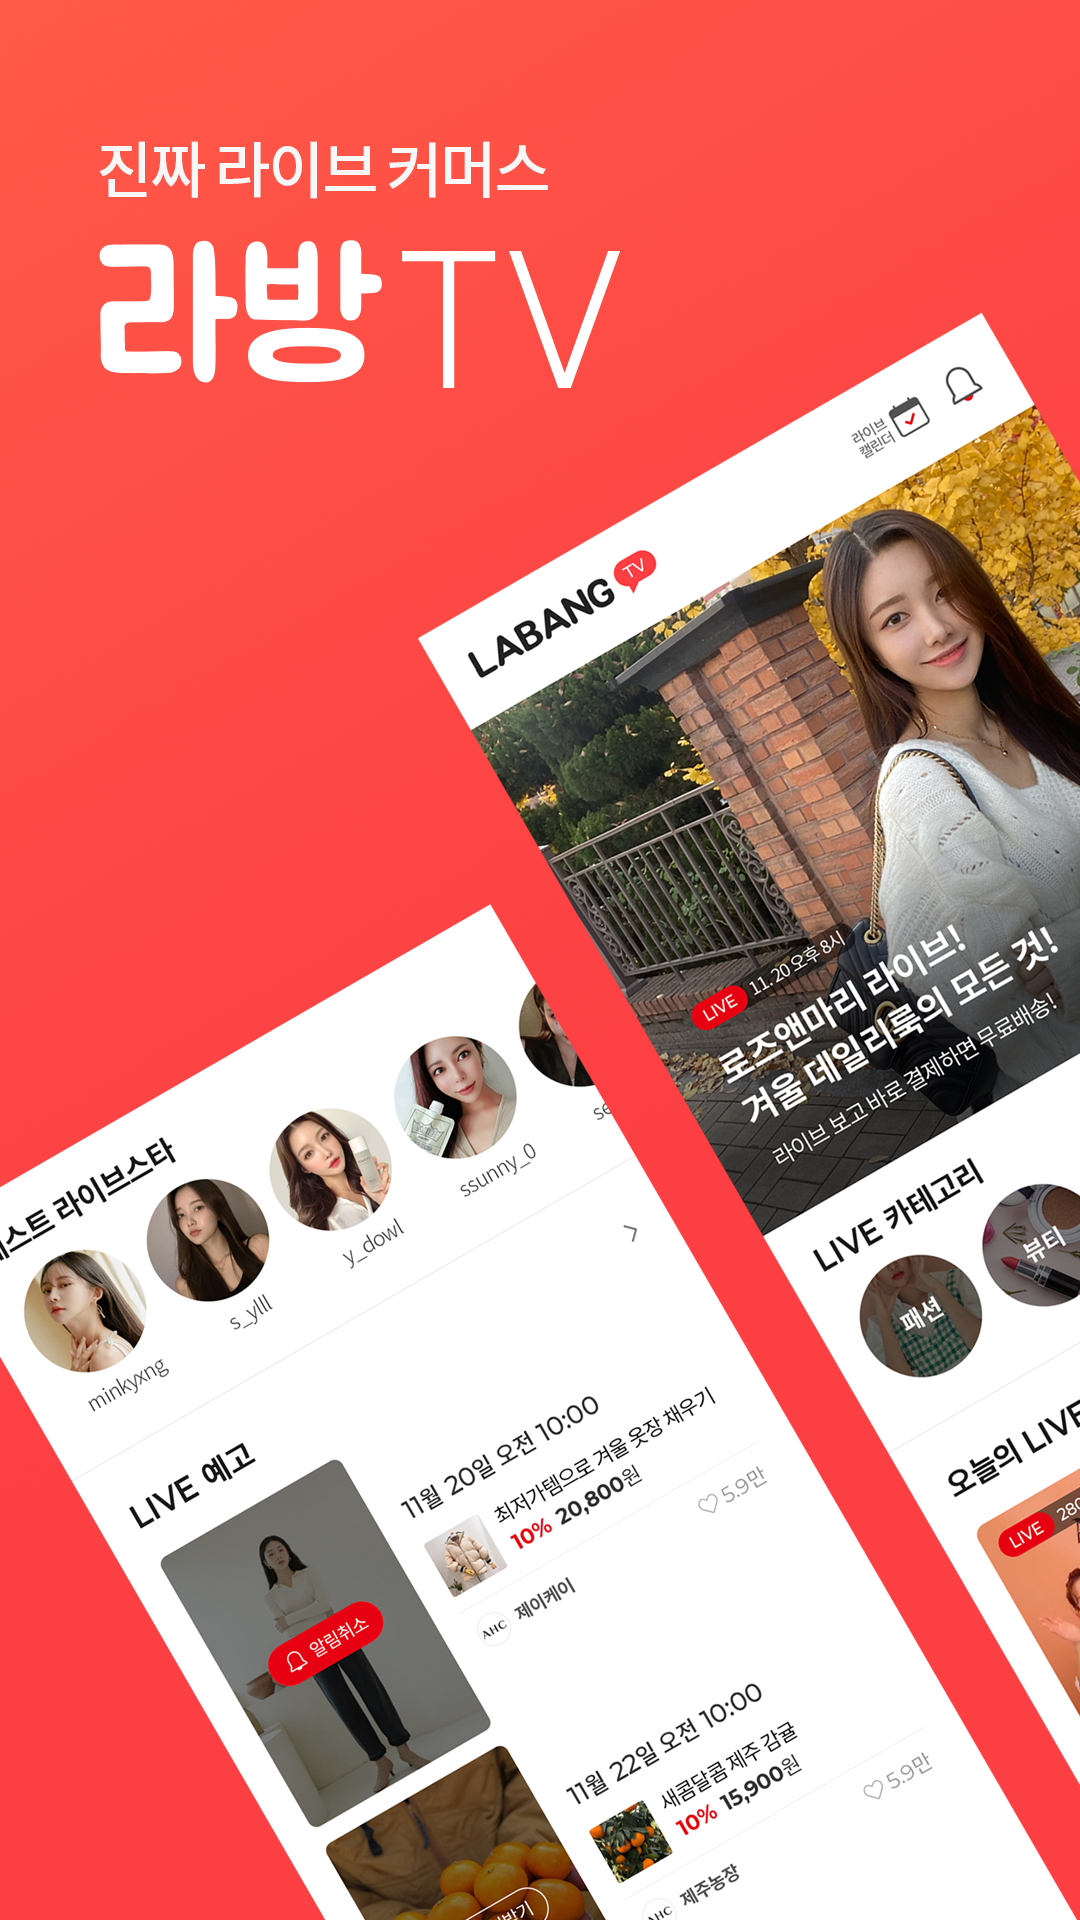 진짜 라이브 커머스
라방 TV
라이브
캘린더
LABANG TV
LIVE 11.20 오후 8시
로즈앤마리 라이브!
겨울 데일리룩의 모든 것!
라이브 보고 바로 결제하면 무료배송!
LIVE 카테고리
패션
뷰티
오늘의 LIVE
LIVE 280
라이브스타
minkyxng
s_ylll
y_dowl
ssunny_0
se
LIVE 예고
알림취소
11월 20일 오전 10:00
최저가템으로 겨울 옷장 채우기
10% 20,800원
5.9만
AHC 제이케이
11월 22일 오전 10:00
새콤달콤 제주 감귤
10% 15,900원
5.9만
AHC 제주농장